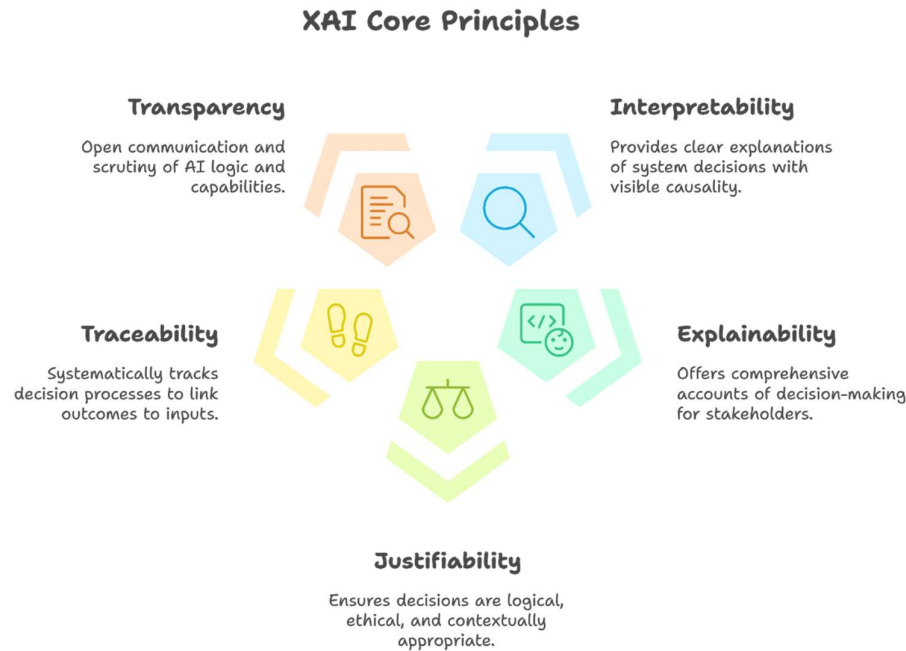 XAI Core Principles
Transparency
Open communication and
scrutiny of AI logic and
capabilities.
Interpretability
Provides clear explanations
of system decisions with
visible causality.
Traceability
Systematically tracks
decision processes to link
outcomes to inputs.
</>
Explainability
Offers comprehensive
accounts of decision-making
for stakeholders.
Justifiability
Ensures decisions are logical,
ethical, and contextually
appropriate.